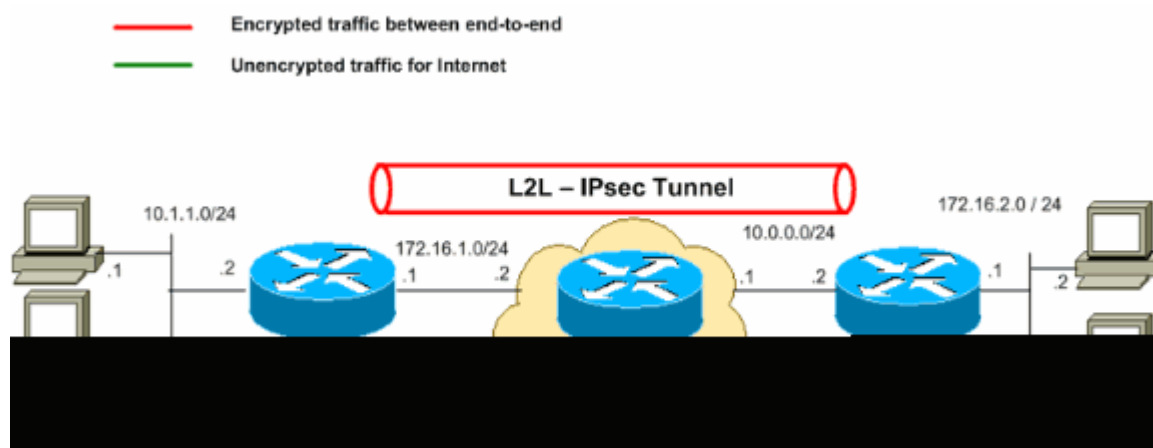 Encrypted traffic between end-to-end
Unencrypted traffic for Internet
L2L – IPsec Tunnel
10.1.1.0/24
172.16.1.0/24
10.0.0.0/24
172.16.2.0 / 24
.1
.2
.1
.2
.1
.2
.1
.2